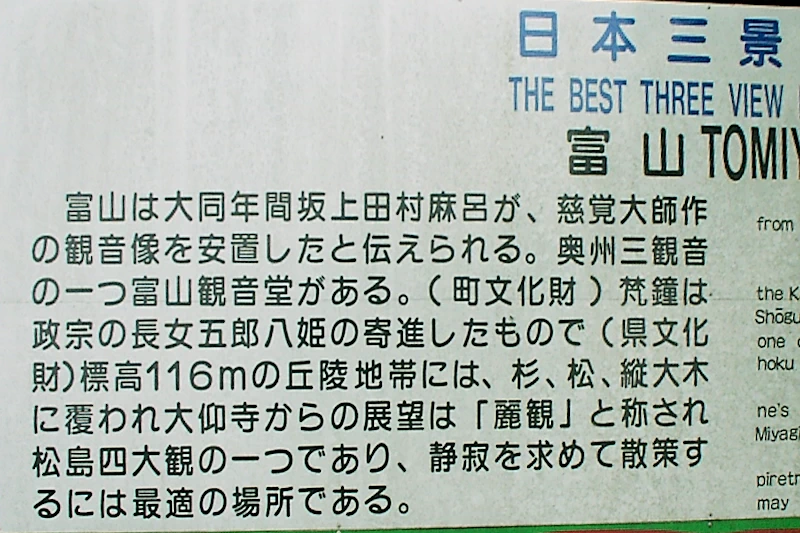 日本三景
THE BEST THREE VIEW
富山 TOMIY
富山は大同年間坂上田村麻呂が、慈覚大師作
の観音像を安置したと伝えられる。奥州三観音
の一つ富山観音堂がある。(町文化財)梵鐘は
政宗の長女五郎八姫の寄進したもので(県文化
財)標高116mの丘陵地帯には、杉、松、縦大木
に覆われ大仰寺からの展望は「麗観」と称され
松島四大観の一つであり、静寂を求めて散策す
るには最適の場所である。
from
the K
Shōgu
one
hoku
ne's
Miyagi
piretr
may